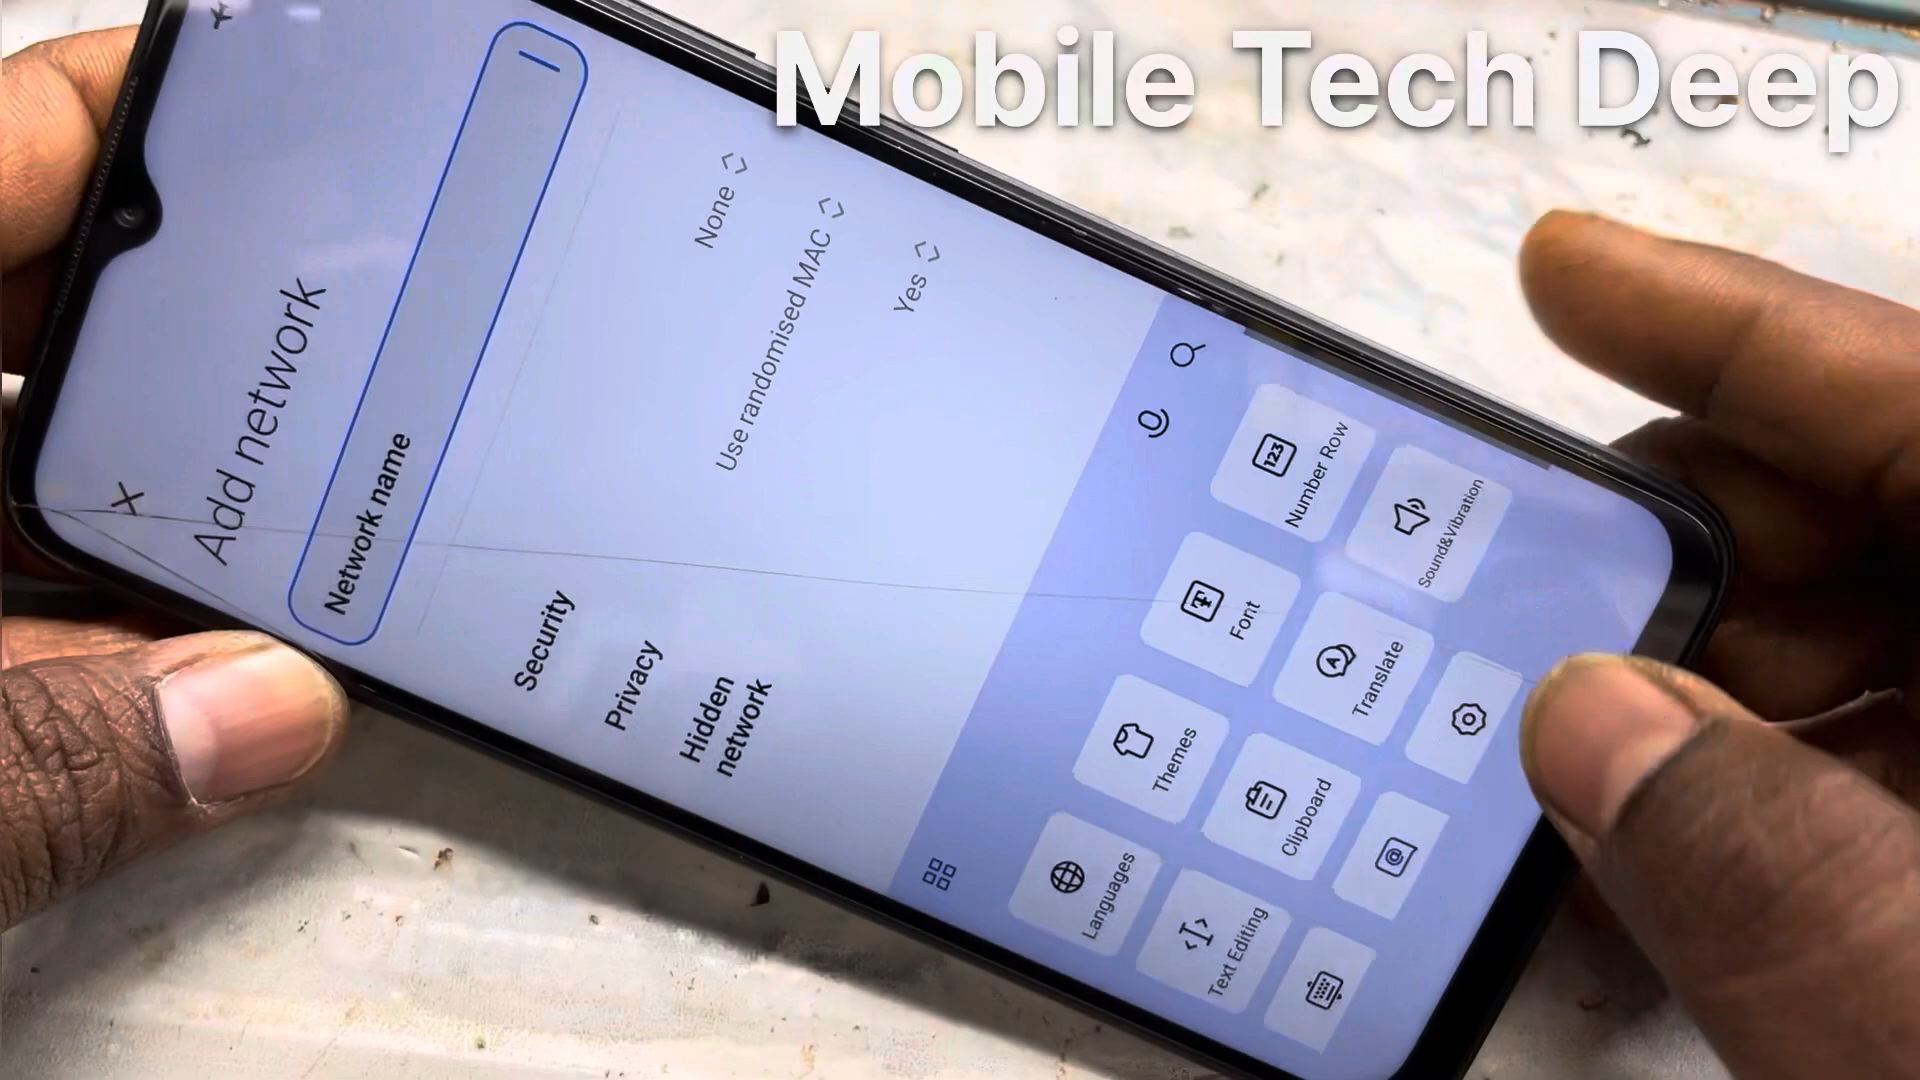 Mobile Tech Deep
Add network
Network name
Security
None
Privacy
Use randomised MAC
Hidden
network
Yes
Languages
Themes
Font
Number Row
123
Text Editing
Clipboard
Translate
Sound&Vibration